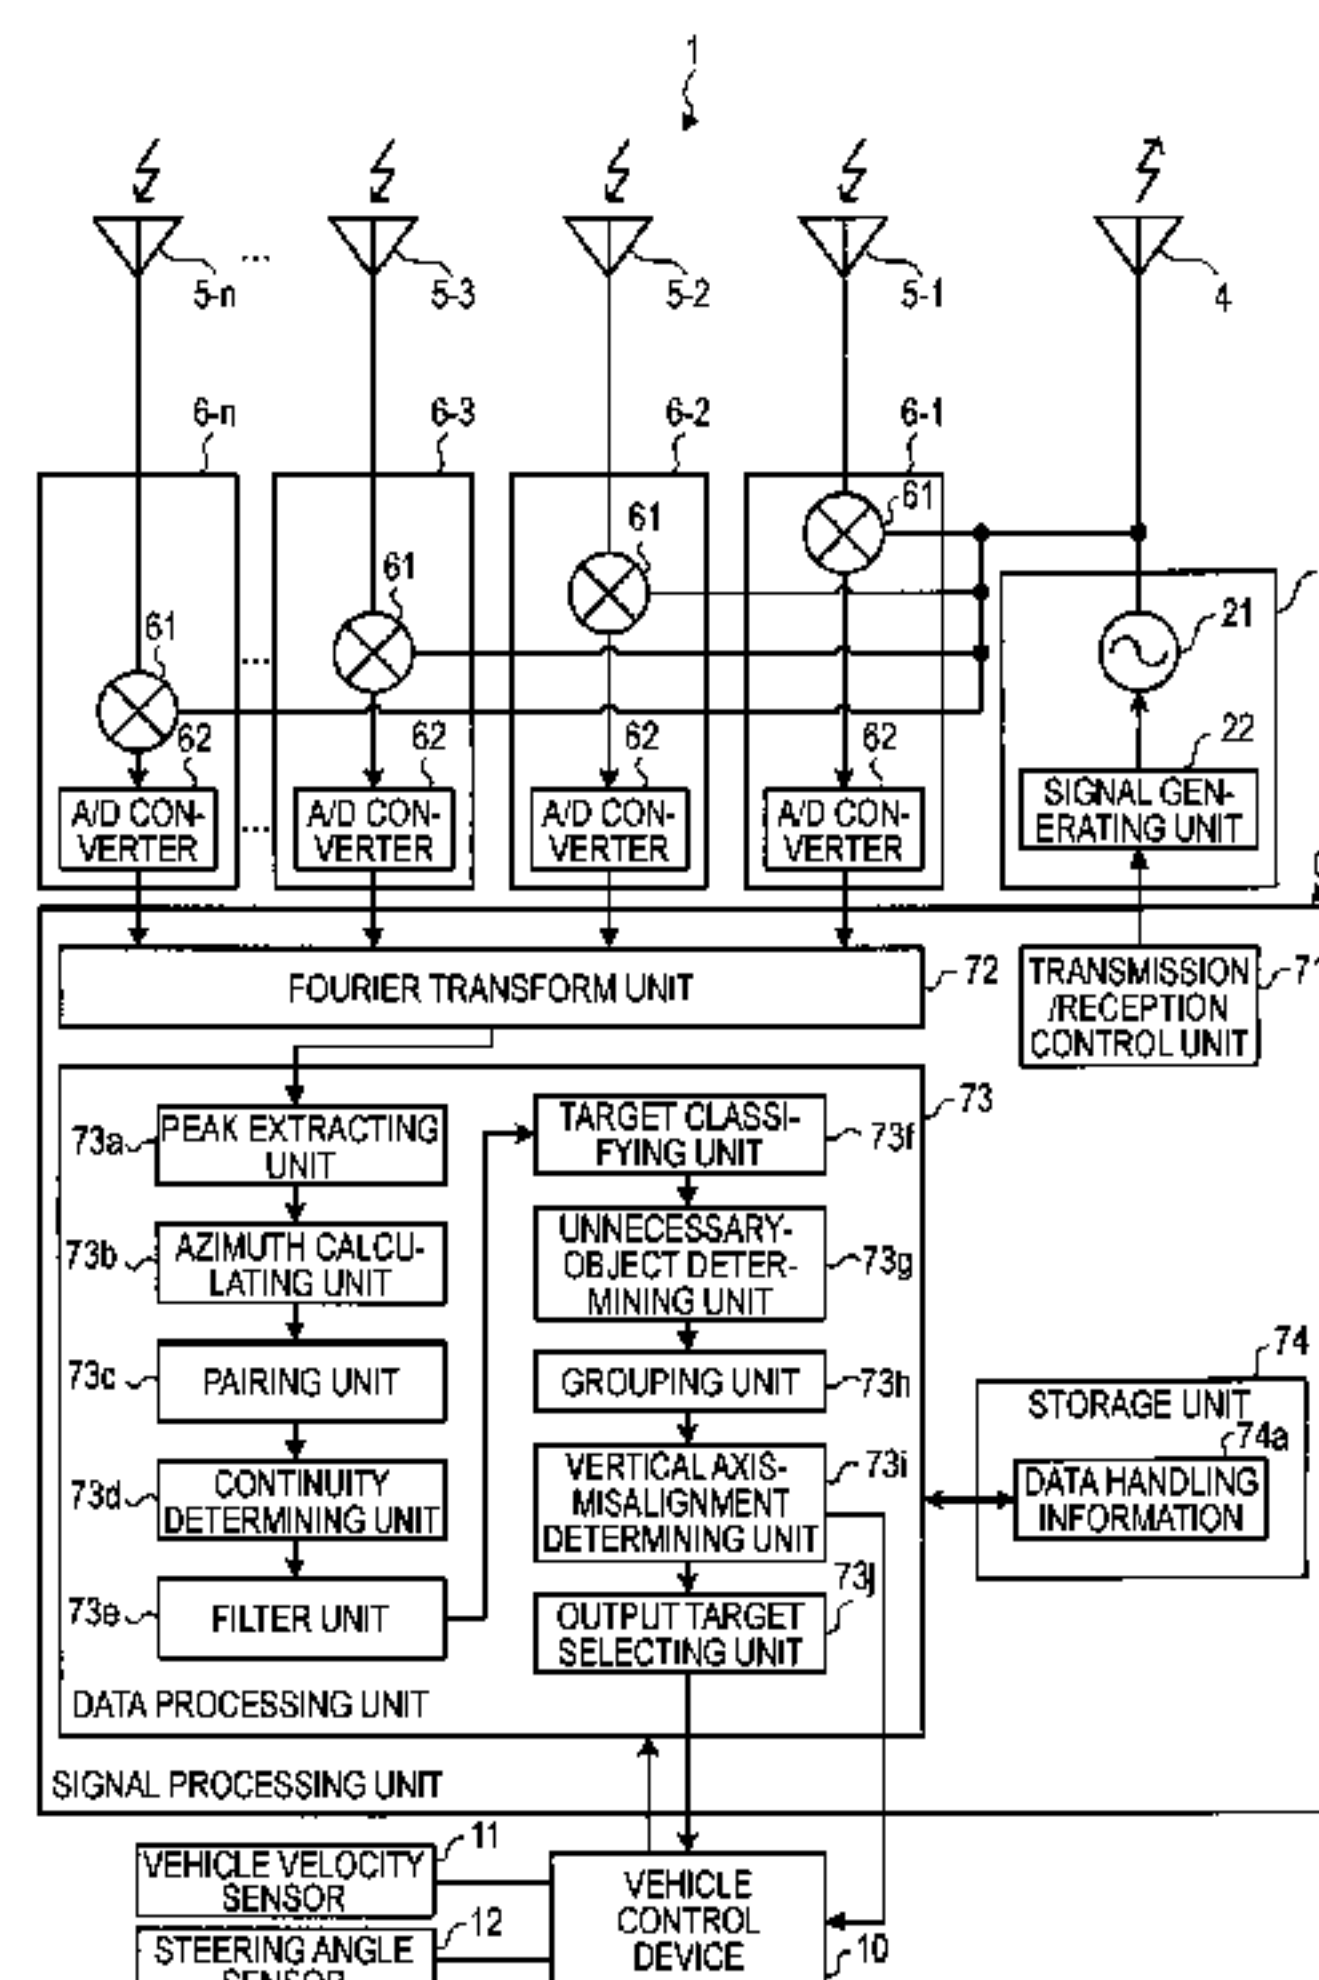 1
5-n
...
5-3
5-2
5-1
4
6-n
6-3
6-2
6-1
61
61
61
61
...
21
22
62
62
62
62
A/D CON-
VERTER
...
A/D CON-
VERTER
A/D CON-
VERTER
A/D CON-
VERTER
SIGNAL GEN-
ERATING UNIT
FOURIER TRANSFORM UNIT
72
TRANSMISSION
/RECEPTION
CONTROL UNIT
71
73
73a
PEAK EXTRACTING
UNIT
73b
AZIMUTH CALCU-
LATING UNIT
73c
PAIRING UNIT
73d
CONTINUITY
DETERMINING UNIT
73e
FILTER UNIT
TARGET CLASSI-
FYING UNIT
73f
UNNECESSARY-
OBJECT DETER-
MINING UNIT
73g
GROUPING UNIT
73h
VERTICAL AXIS-
MISALIGNMENT
DETERMINING UNIT
73i
OUTPUT TARGET
SELECTING UNIT
73j
74
STORAGE UNIT
74a
DATA HANDLING
INFORMATION
DATA PROCESSING UNIT
SIGNAL PROCESSING UNIT
VEHICLE VELOCITY
SENSOR
11
STEERING ANGLE
SENSOR
12
VEHICLE
CONTROL
DEVICE
10